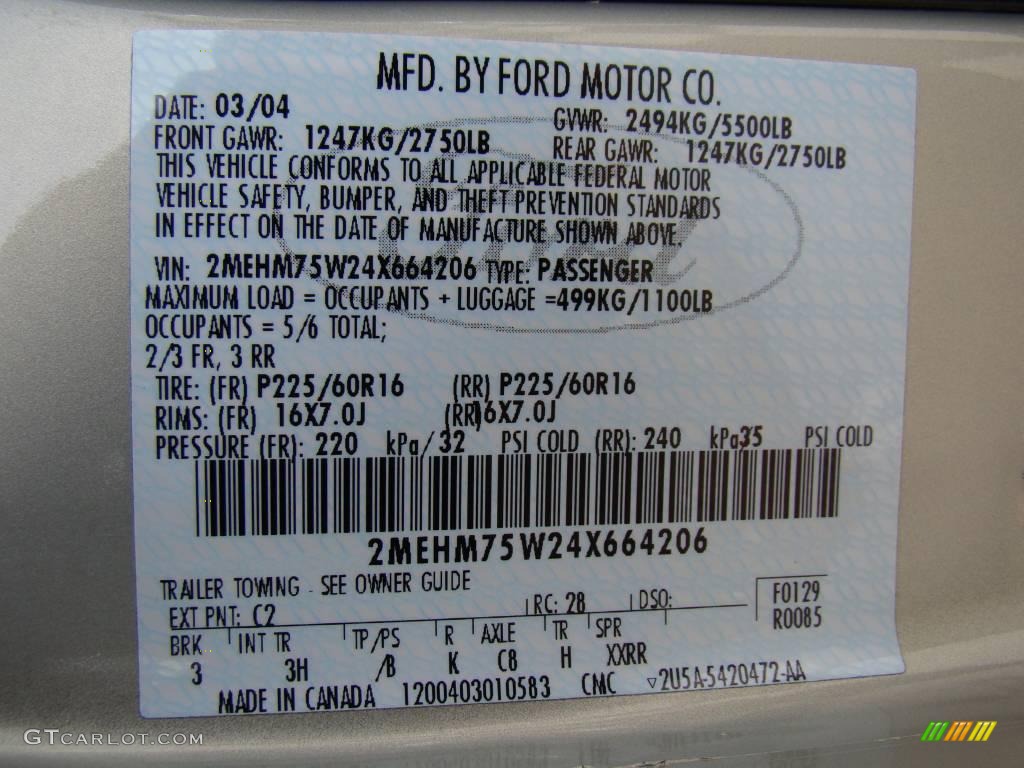 MFD. BY FORD MOTOR CO.
DATE: 03/04 GVWR: 2494KG/5500LB
FRONT GAWR: 1247KG/2750LB REAR GAWR: 1247KG/2750LB
THIS VEHICLE CONFORMS TO ALL APPLICABLE FEDERAL MOTOR
VEHICLE SAFETY, BUMPER, AND THEFT PREVENTION STANDARDS
IN EFFECT ON THE DATE OF MANUFACTURE SHOWN ABOVE.
VIN: 2MEHM75W24X664206 TYPE: PASSENGER
MAXIMUM LOAD = OCCUPANTS + LUGGAGE =499KG/1100LB
OCCUPANTS = 5/6 TOTAL;
2/3 FR, 3 RR
TIRE: (FR) P225/60R16 (RR) P225/60R16
RIMS: (FR) 16X7.0J (RR)16X7.0J
PRESSURE (FR): 220 kPa/ 32 PSI COLD (RR): 240 kPa/35 PSI COLD
2MEHM75W24X664206
TRAILER TOWING - SEE OWNER GUIDE
EXT PNT: C2 RC: 28 DSO: F0129
R0085
BRK INT TR TP/PS R AXLE TR SPR
3 3H /B K C8 H XXRR
MADE IN CANADA 1200403010583 CMC ▽2U5A-5420472-AA
GTCARLOT.COM